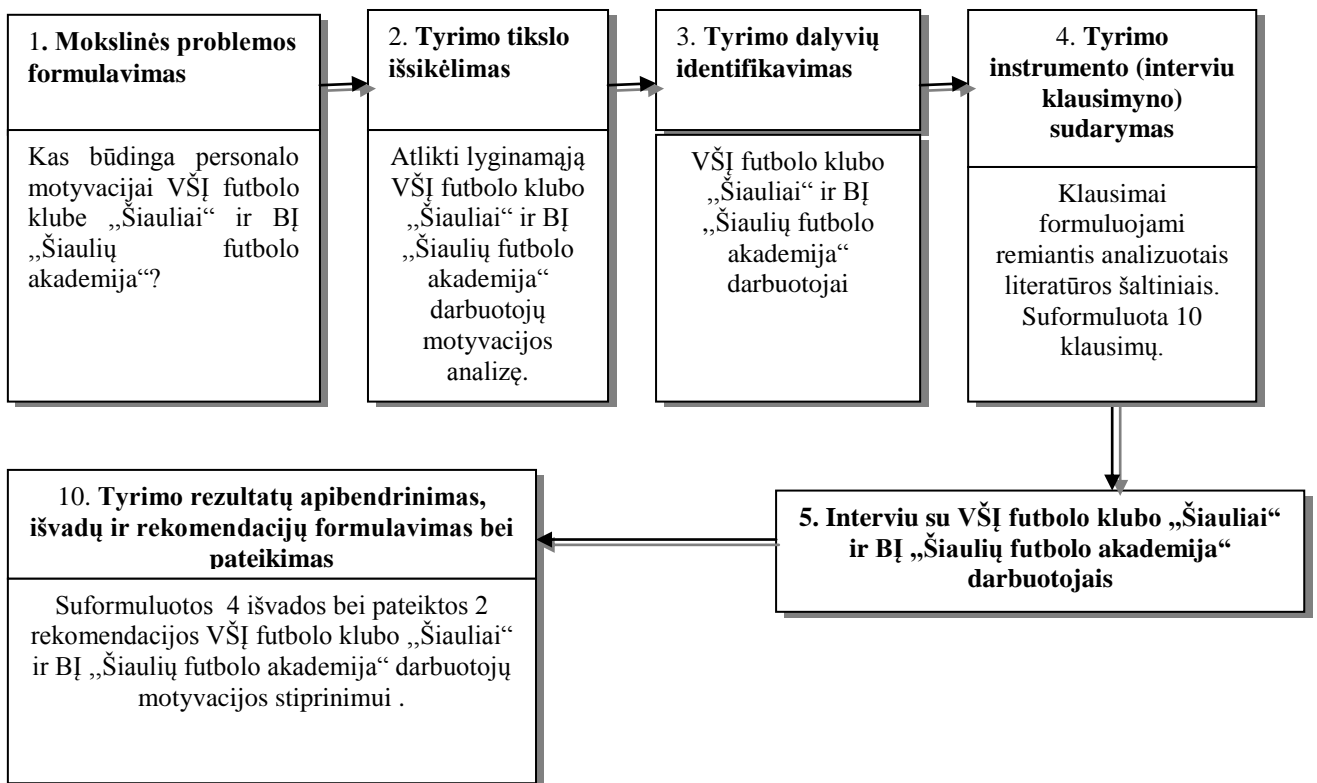 1. Mokslinės problemos
formulavimas
Kas būdinga personalo
motyvacijai VŠĮ futbolo
klube ,,Šiauliai“ ir BĮ
,,Šiaulių futbolo
akademija“?
2. Tyrimo tikslo
išsikėlimas
Atlikti lyginamąją
VŠĮ futbolo klubo
,,Šiauliai“ ir BĮ
,,Šiaulių futbolo
akademija“
darbuotojų
motyvacijos
analizę.
3. Tyrimo dalyvių
identifikavimas
VŠĮ futbolo klubo
,,Šiauliai“ ir BĮ
,,Šiaulių futbolo
akademija“
darbuotojai
4. Tyrimo
instrumento (interviu
klausimyno)
sudarymas
Klausimai
formuluojami
remiantis analizuotais
literatūros šaltiniais.
Suformuluota 10
klausimų.
5. Interviu su VŠĮ futbolo klubo ,,Šiauliai“
ir BĮ ,,Šiaulių futbolo akademija“
darbuotojais
10. Tyrimo rezultatų apibendrinimas,
išvadų ir rekomendacijų formulavimas bei
pateikimas
Suformuluotos 4 išvados bei pateiktos 2
rekomendacijos VŠĮ futbolo klubo ,,Šiauliai“
ir BĮ ,,Šiaulių futbolo akademija“ darbuotojų
motyvacijos stiprinimui .